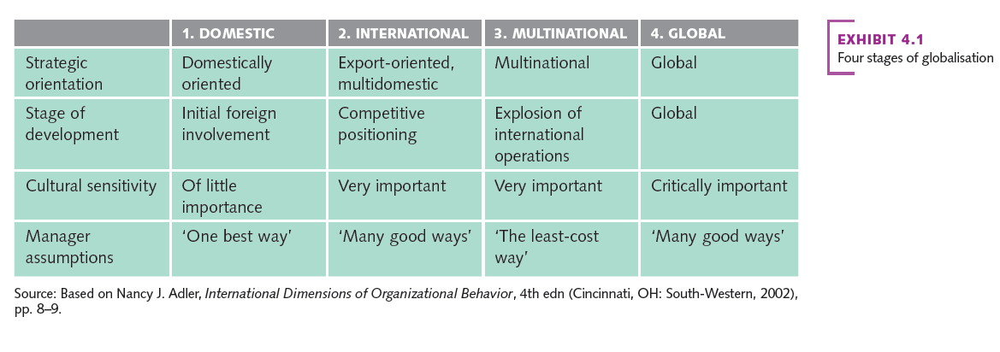 1. DOMESTIC 2. INTERNATIONAL 3. MULTINATIONAL 4. GLOBAL
Strategic Domestically Export-oriented, Multinational Global
orientation oriented multidomestic
Stage of Initial foreign Competitive Explosion of Global
development involvement positioning international
operations
Cultural sensitivity Of little Very important Very important Critically important
importance
Manager ‘One best way’ ‘Many good ways’ ‘The least-cost ‘Many good ways’
assumptions way’
Source: Based on Nancy J. Adler, International Dimensions of Organizational Behavior, 4th edn (Cincinnati, OH: South-Western, 2002),
pp. 8–9.
EXHIBIT 4.1
Four stages of globalisation